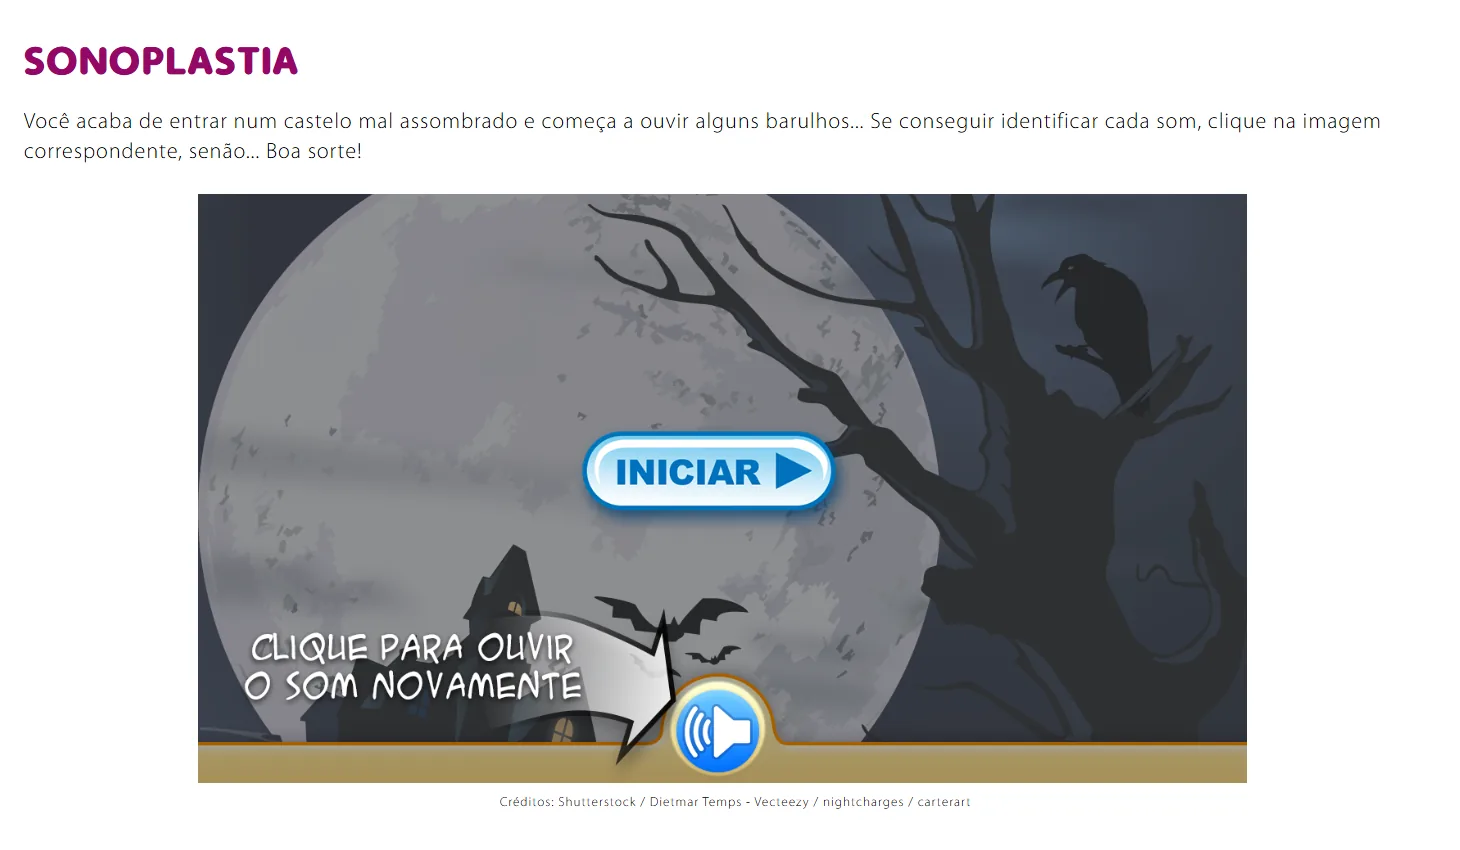 SONOPLASTIA
Você acaba de entrar num castelo mal assombrado e começa a ouvir alguns barulhos... Se conseguir identificar cada som, clique na imagem
correspondente, senão... Boa sorte!
INICIAR
CLIQUE PARA OUVIR
O SOM NOVAMENTE
Créditos: Shutterstock / Dietmar Temps - Vecteezy / nightcharges / carterart